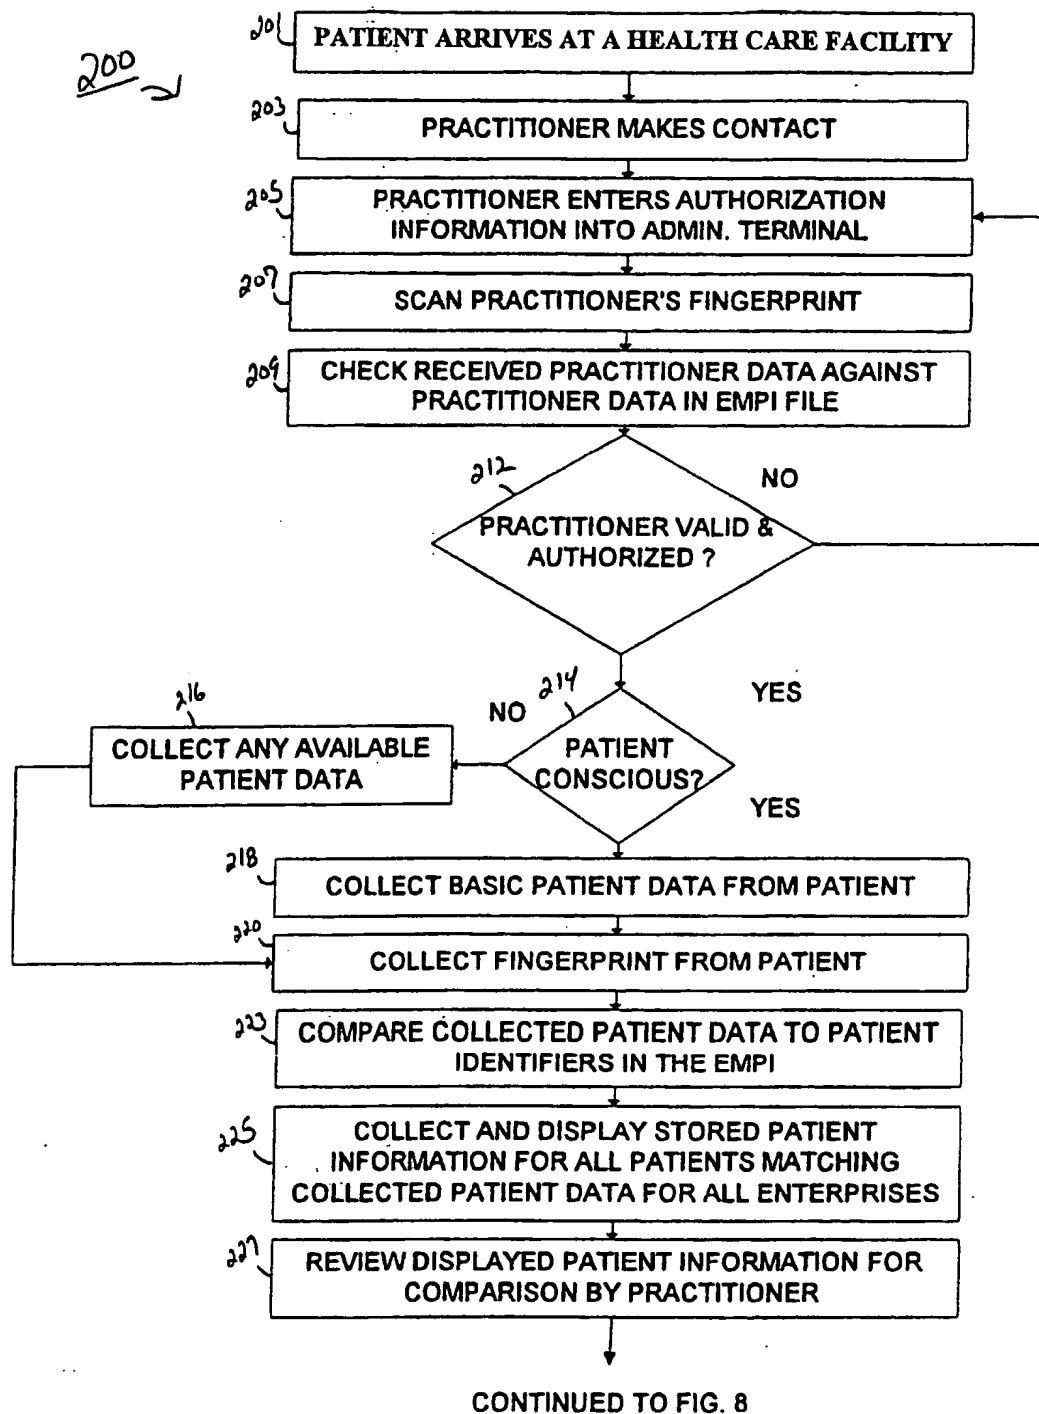 200
201
PATIENT ARRIVES AT A HEALTH CARE FACILITY
203
PRACTITIONER MAKES CONTACT
205
PRACTITIONER ENTERS AUTHORIZATION
INFORMATION INTO ADMIN. TERMINAL
207
SCAN PRACTITIONER'S FINGERPRINT
209
CHECK RECEIVED PRACTITIONER DATA AGAINST
PRACTITIONER DATA IN EMPI FILE
212
NO
PRACTITIONER VALID &
AUTHORIZED ?
YES
214
NO
PATIENT
CONSCIOUS?
YES
216
COLLECT ANY AVAILABLE
PATIENT DATA
218
COLLECT BASIC PATIENT DATA FROM PATIENT
220
COLLECT FINGERPRINT FROM PATIENT
223
COMPARE COLLECTED PATIENT DATA TO PATIENT
IDENTIFIERS IN THE EMPI
225
COLLECT AND DISPLAY STORED PATIENT
INFORMATION FOR ALL PATIENTS MATCHING
COLLECTED PATIENT DATA FOR ALL ENTERPRISES
227
REVIEW DISPLAYED PATIENT INFORMATION FOR
COMPARISON BY PRACTITIONER
CONTINUED TO FIG. 8